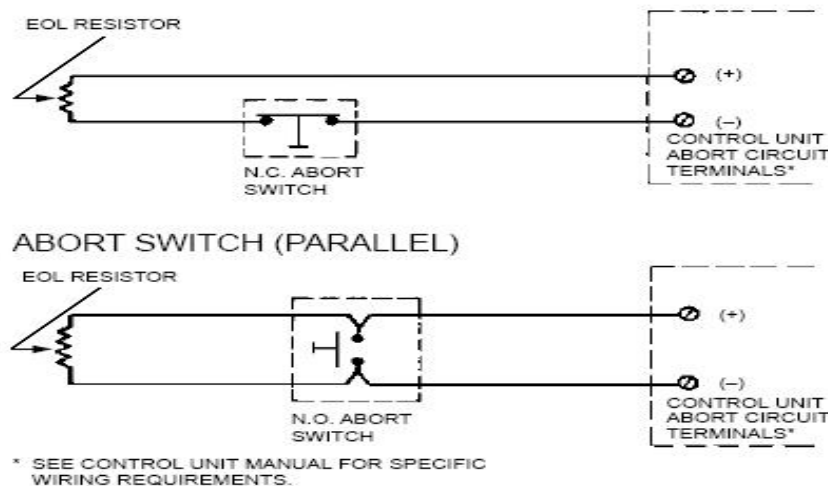 EOL RESISTOR
(+)
(–)
CONTROL UNIT
ABORT CIRCUIT
TERMINALS*
N.C. ABORT
SWITCH
ABORT SWITCH (PARALLEL)
EOL RESISTOR
(+)
(–)
CONTROL UNIT
ABORT CIRCUIT
TERMINALS*
N.O. ABORT
SWITCH
* SEE CONTROL UNIT MANUAL FOR SPECIFIC
WIRING REQUIREMENTS.